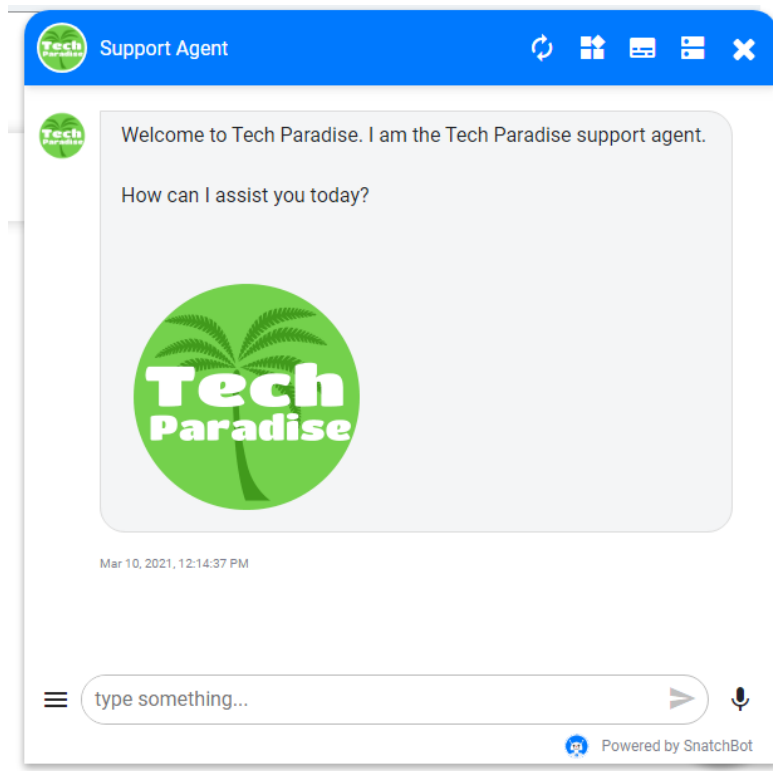 Tech
Paradise
Support Agent
Tech
Paradise
Welcome to Tech Paradise. I am the Tech Paradise support agent.
How can I assist you today?
Tech
Paradise
Mar 10, 2021, 12:14:37 PM
type something...
Powered by SnatchBot